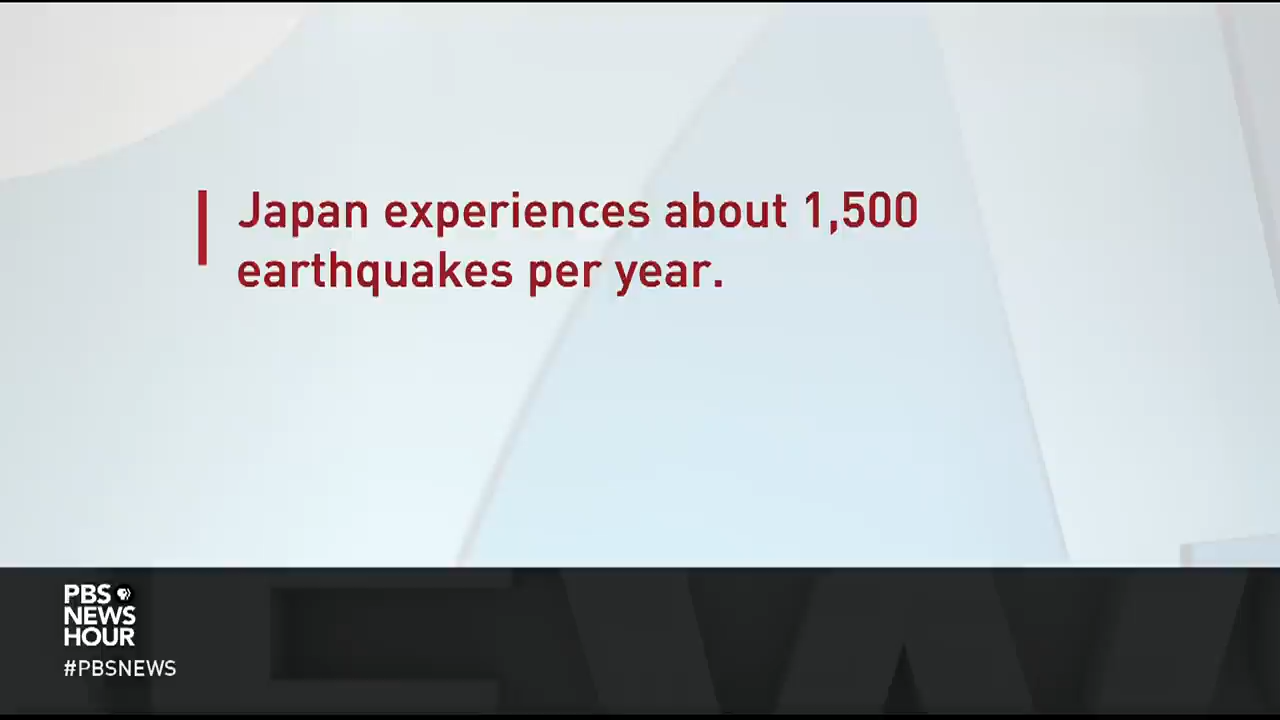 Japan experiences about 1,500
earthquakes per year.
PBS
NEWS
HOUR
#PBSNEWS